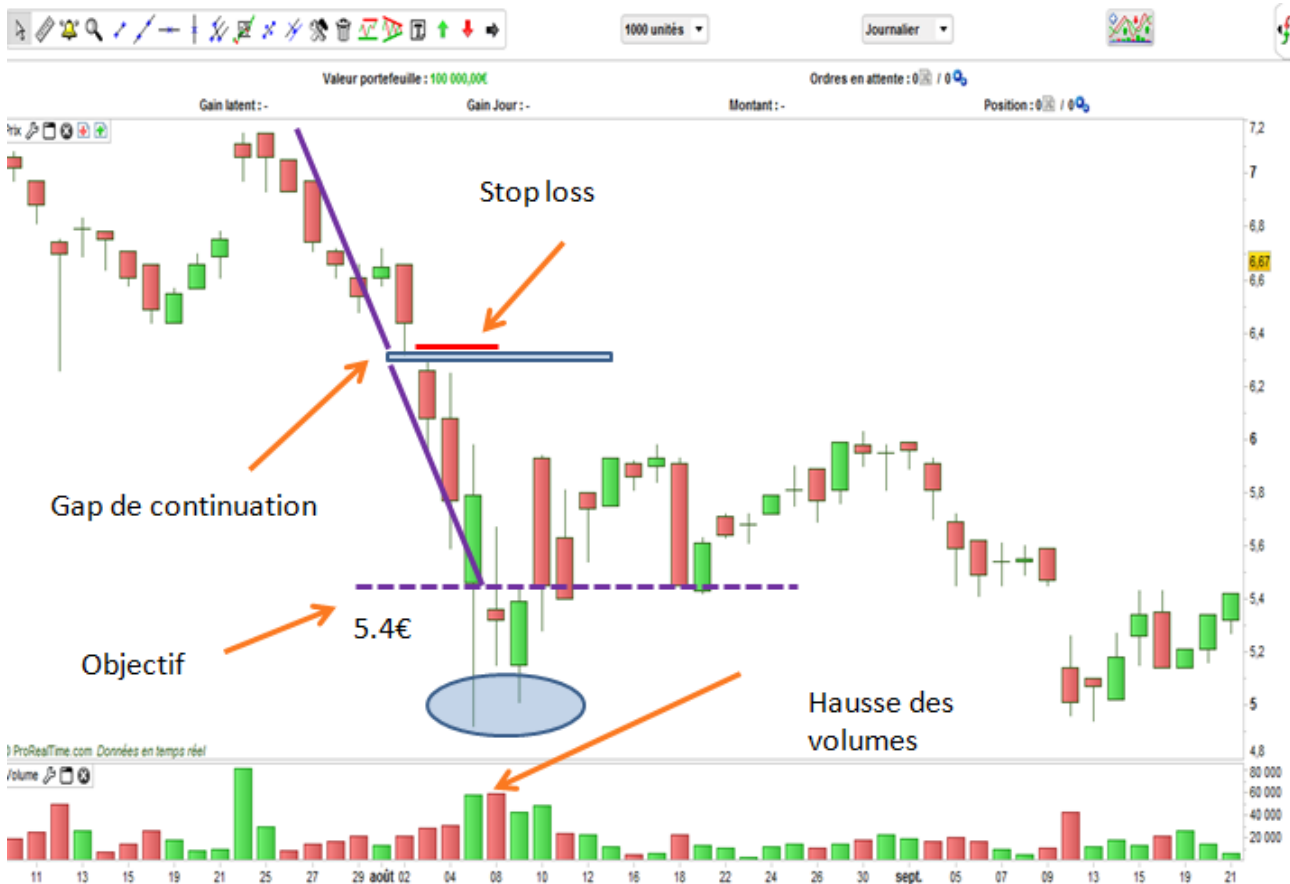 1000 unités
Journalier
Valeur portefeuille : 100 000,00€
Ordres en attente : 0 / 0
Gain latent : -
Gain Jour : -
Montant : -
Position : 0 / 0
Prix
7,2
7
6,8
6,67
6,6
6,4
6,2
6
5,8
5,6
5,4
5,2
5
4,8
Stop loss
Gap de continuation
5.4€
Objectif
Hausse des
volumes
ProRealTime.com Données en temps réel
Volume
80 000
60 000
40 000
20 000
11 13 15 19 21 23 25 27 29 août 02 04 08 10 12 16 18 22 24 26 30 sept. 05 07 09 13 15 19 21